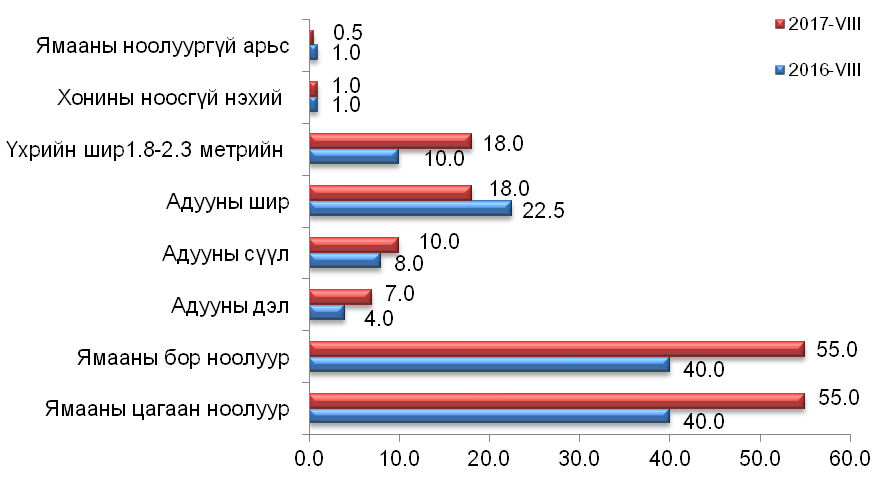 2017-VIII
2016-VIII
Ямааны ноолуургүй арьс
0.5
1.0
Хонины ноосгүй нэхий
1.0
1.0
Үхрийн шир1.8-2.3 метрийн
18.0
10.0
Адууны шир
18.0
22.5
Адууны сүүл
10.0
8.0
Адууны дэл
7.0
4.0
Ямааны бор ноолуур
55.0
40.0
Ямааны цагаан ноолуур
55.0
40.0
0.0 10.0 20.0 30.0 40.0 50.0 60.0